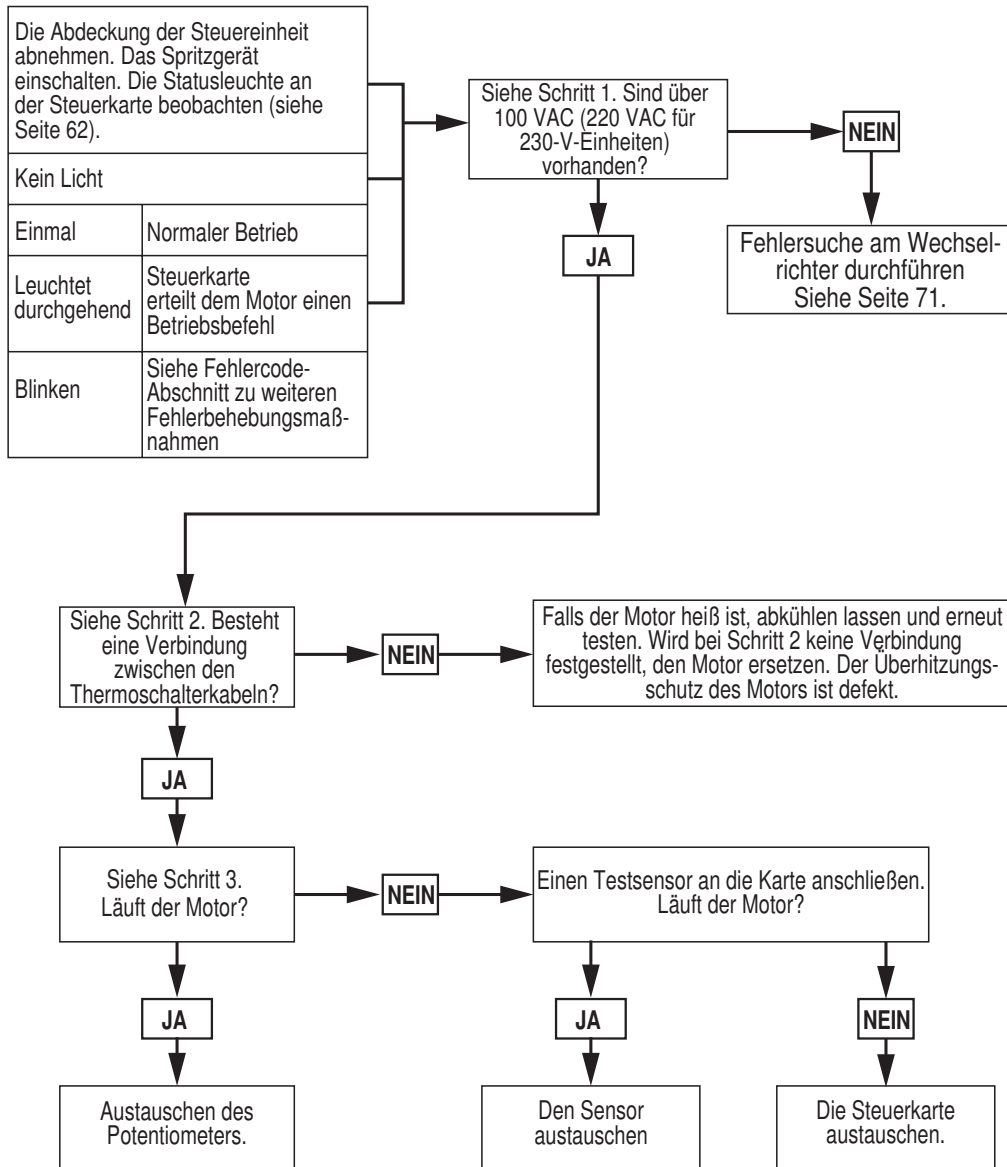 Die Abdeckung der Steuereinheit
abnehmen. Das Spritzgerät
einschalten. Die Statusleuchte an
der Steuerkarte beobachten (siehe
Seite 62).
Kein Licht
Einmal
Normaler Betrieb
Leuchtet
durchgehend
Steuerkarte
erteilt dem Motor einen
Betriebsbefehl
Blinken
Siehe Fehlercode-
Abschnitt zu weiteren
Fehlerbehebungsmaß-
nahmen
Siehe Schritt 1. Sind über
100 VAC (220 VAC für
230-V-Einheiten)
vorhanden?
NEIN
Fehlersuche am Wechsel-
richter durchführen
Siehe Seite 71.
JA
Siehe Schritt 2. Besteht
eine Verbindung
zwischen den
Thermoschalterkabeln?
NEIN
Falls der Motor heiß ist, abkühlen lassen und erneut
testen. Wird bei Schritt 2 keine Verbindung
festgestellt, den Motor ersetzen. Der Überhitzungs-
schutz des Motors ist defekt.
JA
Siehe Schritt 3.
Läuft der Motor?
NEIN
Einen Testsensor an die Karte anschließen.
Läuft der Motor?
JA
JA
NEIN
Austauschen des
Potentiometers.
Den Sensor
austauschen
Die Steuerkarte
austauschen.